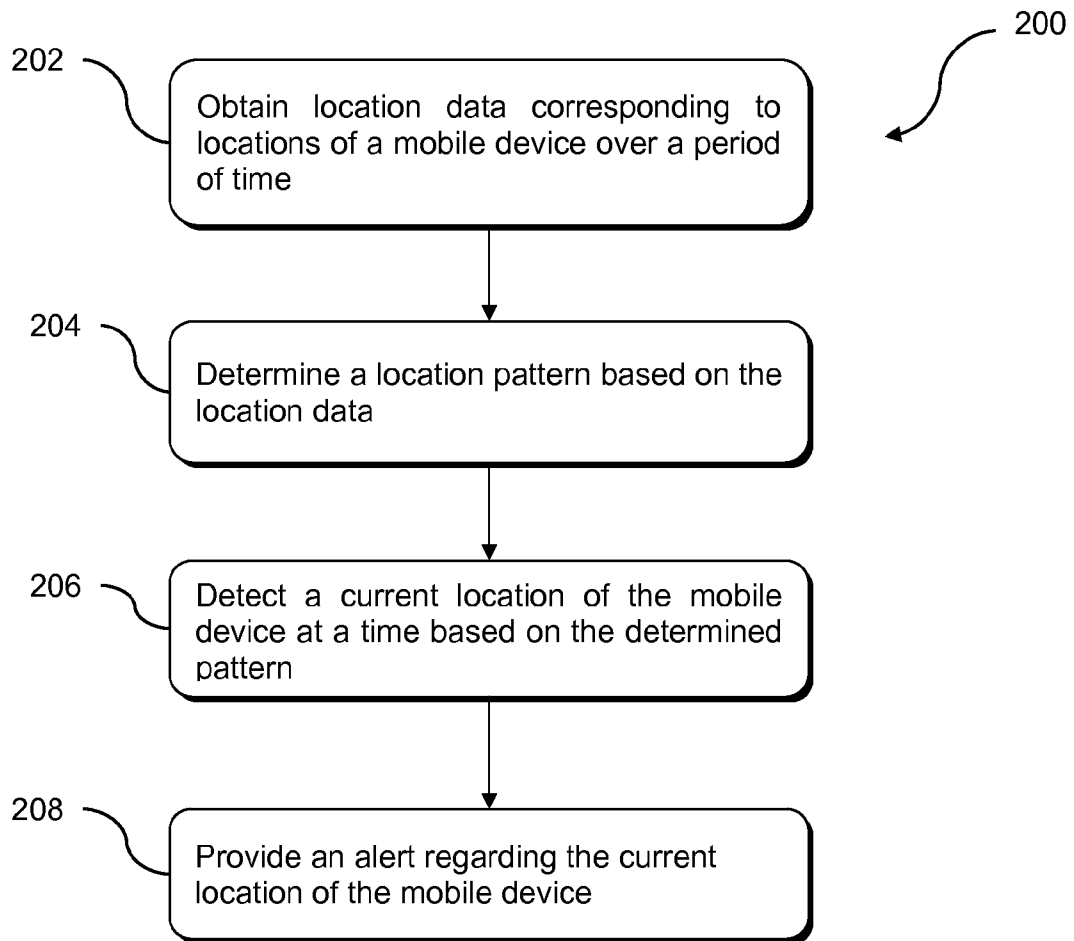 200
202
Obtain location data corresponding to
locations of a mobile device over a period
of time
204
Determine a location pattern based on the
location data
206
Detect a current location of the mobile
device at a time based on the determined
pattern
208
Provide an alert regarding the current
location of the mobile device